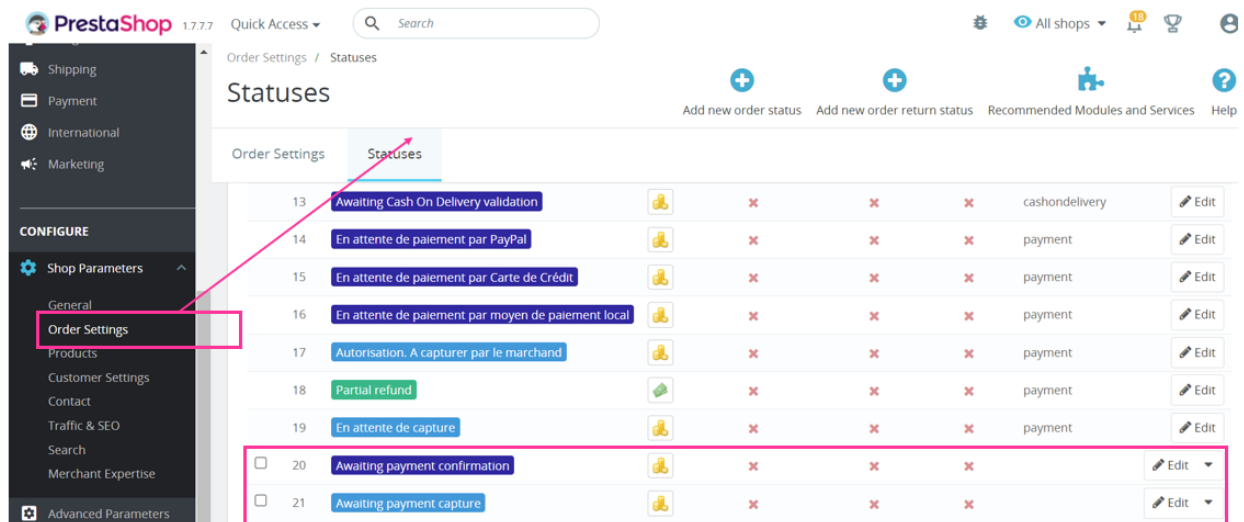 PrestaShop 1.7.7.7 Quick Access Search All shops 18
Shipping
Payment
International
Marketing
CONFIGURE
Shop Parameters
General
Order Settings
Products
Customer Settings
Contact
Traffic & SEO
Search
Merchant Expertise
Advanced Parameters
Order Settings / Statuses
Statuses
Add new order status Add new order return status Recommended Modules and Services Help
Order Settings Statuses
13 Awaiting Cash On Delivery validation cashondelivery Edit
14 En attente de paiement par PayPal payment Edit
15 En attente de paiement par Carte de Crédit payment Edit
16 En attente de paiement par moyen de paiement local payment Edit
17 Autorisation. A capturer par le marchand payment Edit
18 Partial refund payment Edit
19 En attente de capture payment Edit
20 Awaiting payment confirmation Edit
21 Awaiting payment capture Edit